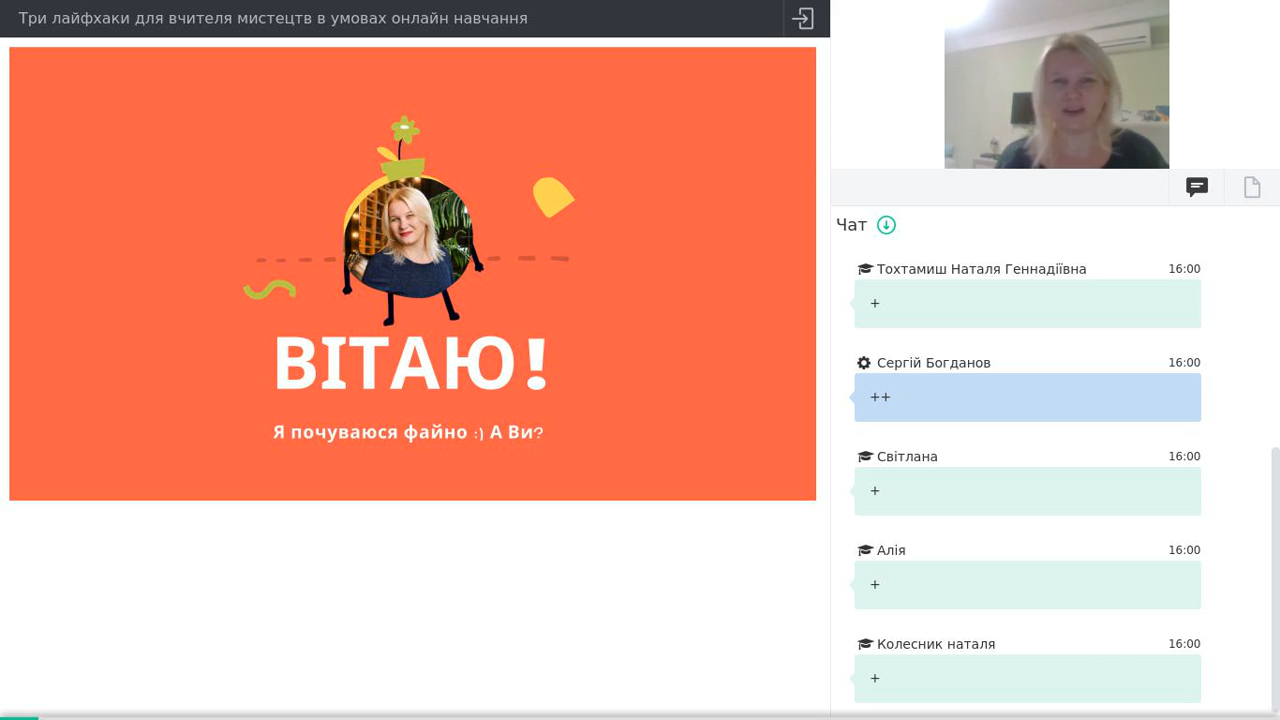 Три лайфхаки для вчителя мистецтв в умовах онлайн навчання
ВІТАЮ!
Я почуваюся файно :) А Ви?
Чат
Тохтамиш Наталя Геннадіївна 16:00
+
Сергій Богданов 16:00
++
Світлана 16:00
+
Алія 16:00
+
Колесник наталя 16:00
+